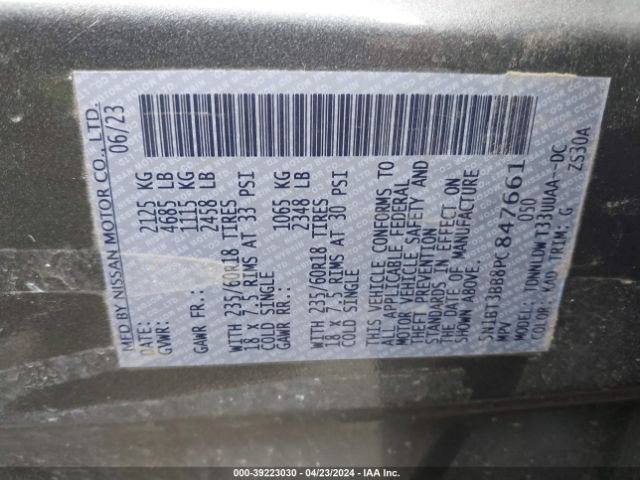 MFD BY NISSAN MOTOR CO., LTD.
DATE: 06/23
GVWR: 2125 KG
4685 LB
GAWR FR.: 1115 KG
2458 LB
WITH 235/60R18 TIRES
18 X 7.5 RIMS AT 33 PSI
COLD SINGLE
GAWR RR.: 1065 KG
2348 LB
WITH 235/60R18 TIRES
18 X 7.5 RIMS AT 30 PSI
COLD SINGLE
THIS VEHICLE CONFORMS TO
ALL APPLICABLE FEDERAL
MOTOR VEHICLE SAFETY AND
THEFT PREVENTION
STANDARDS IN EFFECT ON
THE DATE OF MANUFACTURE
SHOWN ABOVE.
5N1BT3BB8PC847661
MPV 050
MODEL: TDNNLDWT33UUAA--DC
COLOR: KAD TRIM: G ZS30A
000-39223030 - 04/23/2024 - IAA Inc.